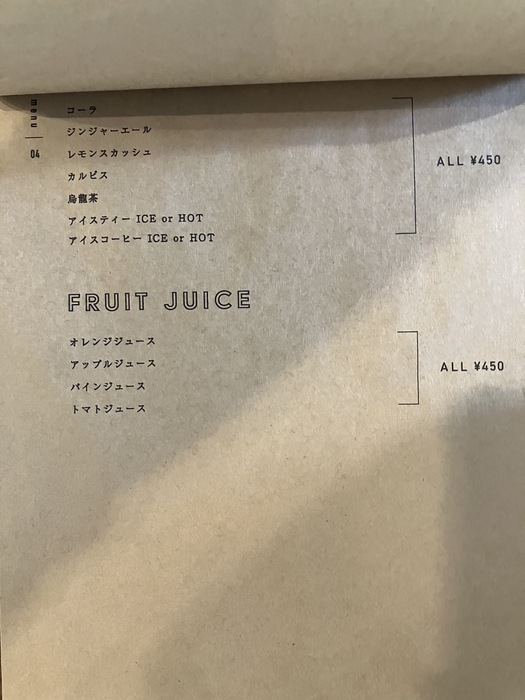 menu
04
コーラ
ジンジャーエール
レモンスカッシュ
カルピス
烏龍茶
アイスティー ICE or HOT
アイスコーヒー ICE or HOT
ALL ¥450
FRUIT JUICE
オレンジジュース
アップルジュース
パインジュース
トマトジュース
ALL ¥450